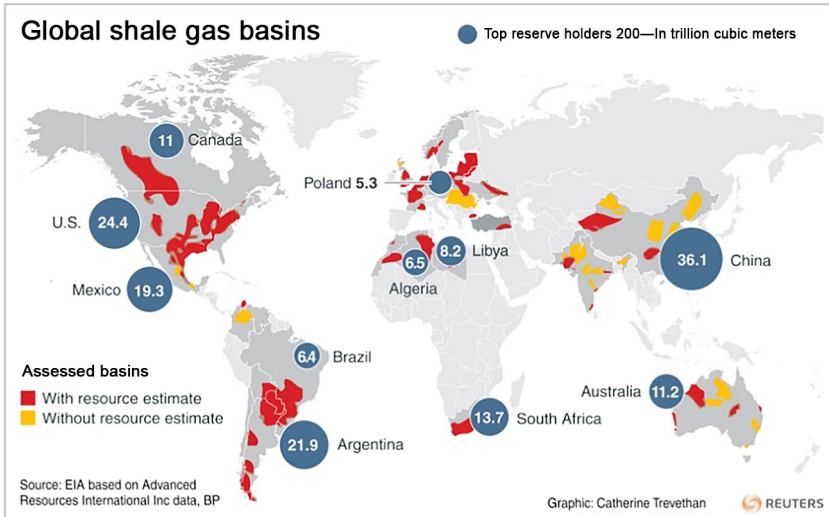 Global shale gas basins
Top reserve holders 200—In trillion cubic meters
11 Canada
Poland 5.3
U.S. 24.4
8.2 Libya
6.5
Algeria
36.1 China
Mexico 19.3
6.4 Brazil
Assessed basins
With resource estimate
Without resource estimate
Australia 11.2
13.7 South Africa
21.9 Argentina
Source: EIA based on Advanced
Resources International Inc data, BP
Graphic: Catherine Trevethan
REUTERS